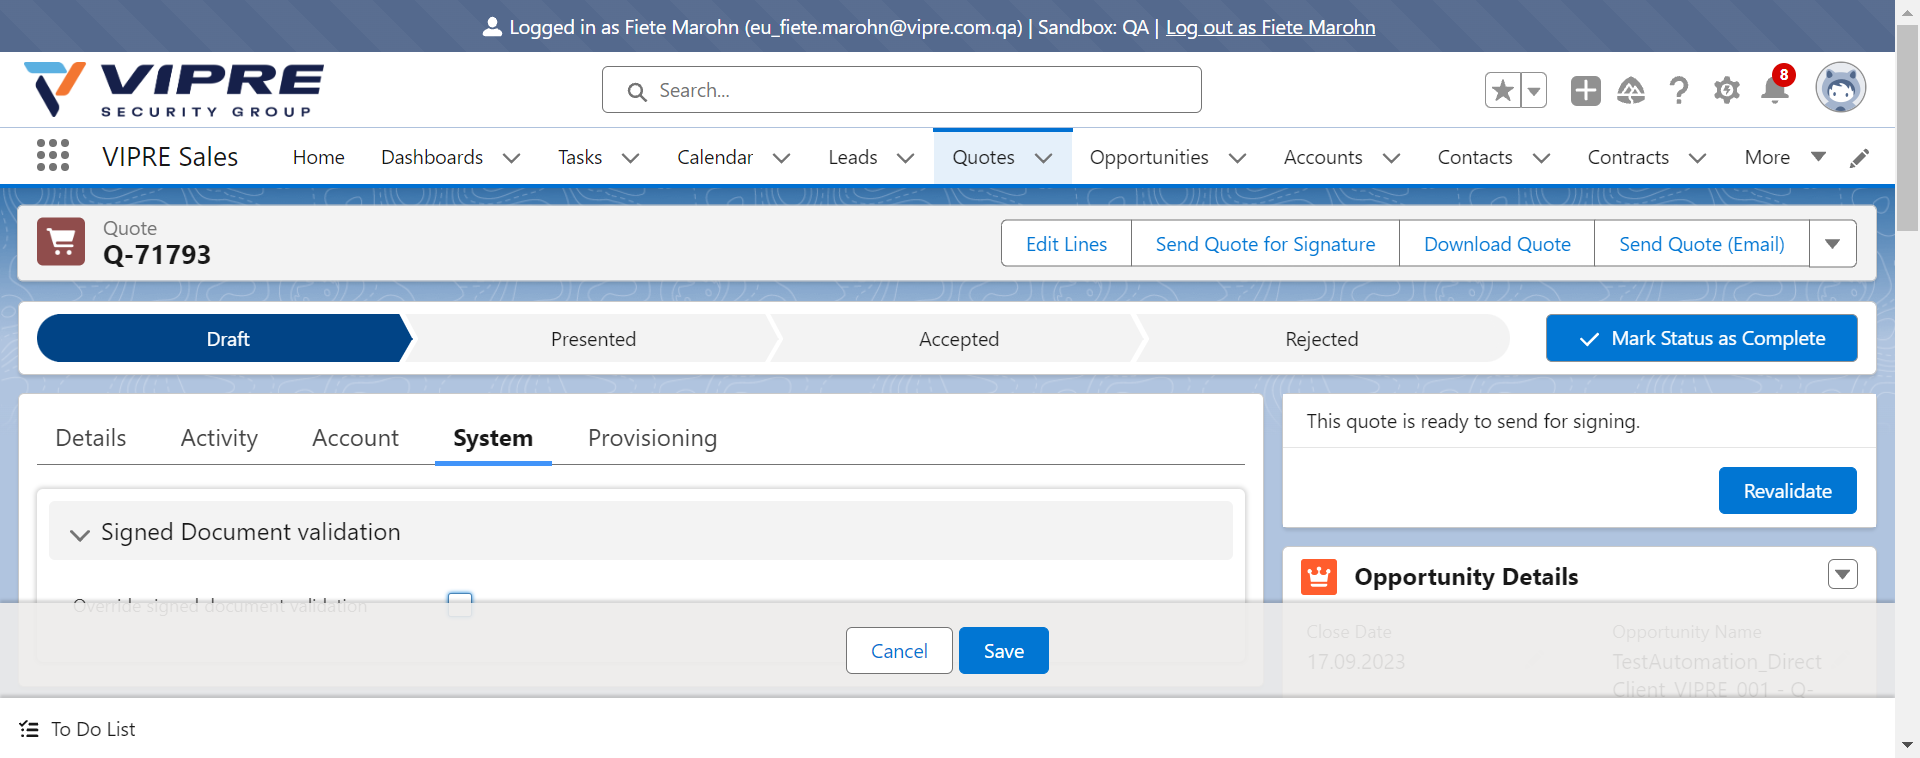 Logged in as Fiete Marohn (eu_fiete.marohn@vipre.com.qa) | Sandbox: QA | Log out as Fiete Marohn
VIPRE
SECURITY GROUP
Search...
8
VIPRE Sales
Home
Dashboards
Tasks
Calendar
Leads
Quotes
Opportunities
Accounts
Contacts
Contracts
More
Quote
Q-71793
Edit Lines
Send Quote for Signature
Download Quote
Send Quote (Email)
Draft
Presented
Accepted
Rejected
Mark Status as Complete
Details
Activity
Account
System
Provisioning
This quote is ready to send for signing.
Revalidate
Signed Document validation
Override signed document validation
Opportunity Details
Close Date
17.09.2023
Opportunity Name
TestAutomation_Direct
Client_VIPRE_001 - Q-
Cancel
Save
To Do List